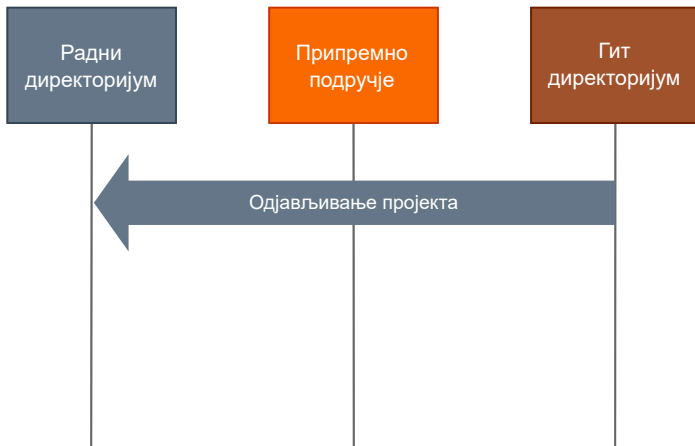 Радни
директоријум
Припремно
подручје
Гит
директоријум
Одјављивање пројекта